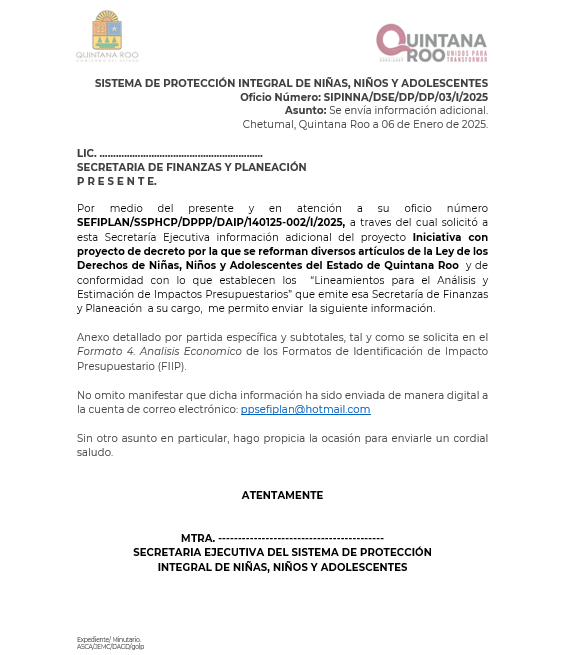 QUINTANA ROO
QUINTANA
ROO UNIDOS PARA
TRANSFORMAR
SISTEMA DE PROTECCIÓN INTEGRAL DE NIÑAS, NIÑOS Y ADOLESCENTES
Oficio Número: SIPINNA/DSE/DP/DP/03/I/2025
Asunto: Se envía información adicional.
Chetumal, Quintana Roo a 06 de Enero de 2025.
LIC. ............................................................
SECRETARIA DE FINANZAS Y PLANEACIÓN
P R E S E N T E.
Por medio del presente y en atención a su oficio número
SEFIPLAN/SSPHCP/DPPP/DAIP/140125-002/I/2025, a traves del cual solicitó a
esta Secretaría Ejecutiva información adicional del proyecto Iniciativa con
proyecto de decreto por la que se reforman diversos artículos de la Ley de los
Derechos de Niñas, Niños y Adolescentes del Estado de Quintana Roo y de
conformidad con lo que establecen los “Lineamientos para el Análisis y
Estimación de Impactos Presupuestarios” que emite esa Secretaría de Finanzas
y Planeación a su cargo, me permito enviar la siguiente información.
Anexo detallado por partida específica y subtotales, tal y como se solicita en el
Formato 4. Analisis Economico de los Formatos de Identificación de Impacto
Presupuestario (FIIP).
No omito manifestar que dicha información ha sido enviada de manera digital a
la cuenta de correo electrónico: ppsefiplan@hotmail.com
Sin otro asunto en particular, hago propicia la ocasión para enviarle un cordial
saludo.
ATENTAMENTE
MTRA. ------------------------------------------
SECRETARIA EJECUTIVA DEL SISTEMA DE PROTECCIÓN
INTEGRAL DE NIÑAS, NIÑOS Y ADOLESCENTES
Expediente/ Minutario.
ASCA/JEMC/DAGD/golp